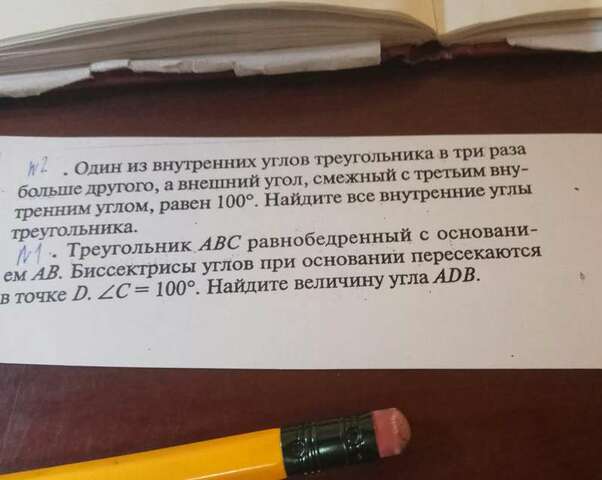 №2 . Один из внутренних углов треугольника в три раза
больше другого, а внешний угол, смежный с третьим вну-
тренним углом, равен 100°. Найдите все внутренние углы
треугольника.
№1 . Треугольник ABC равнобедренный с основани-
ем AB. Биссектрисы углов при основании пересекаются
в точке D. ∠C = 100°. Найдите величину угла ADB.